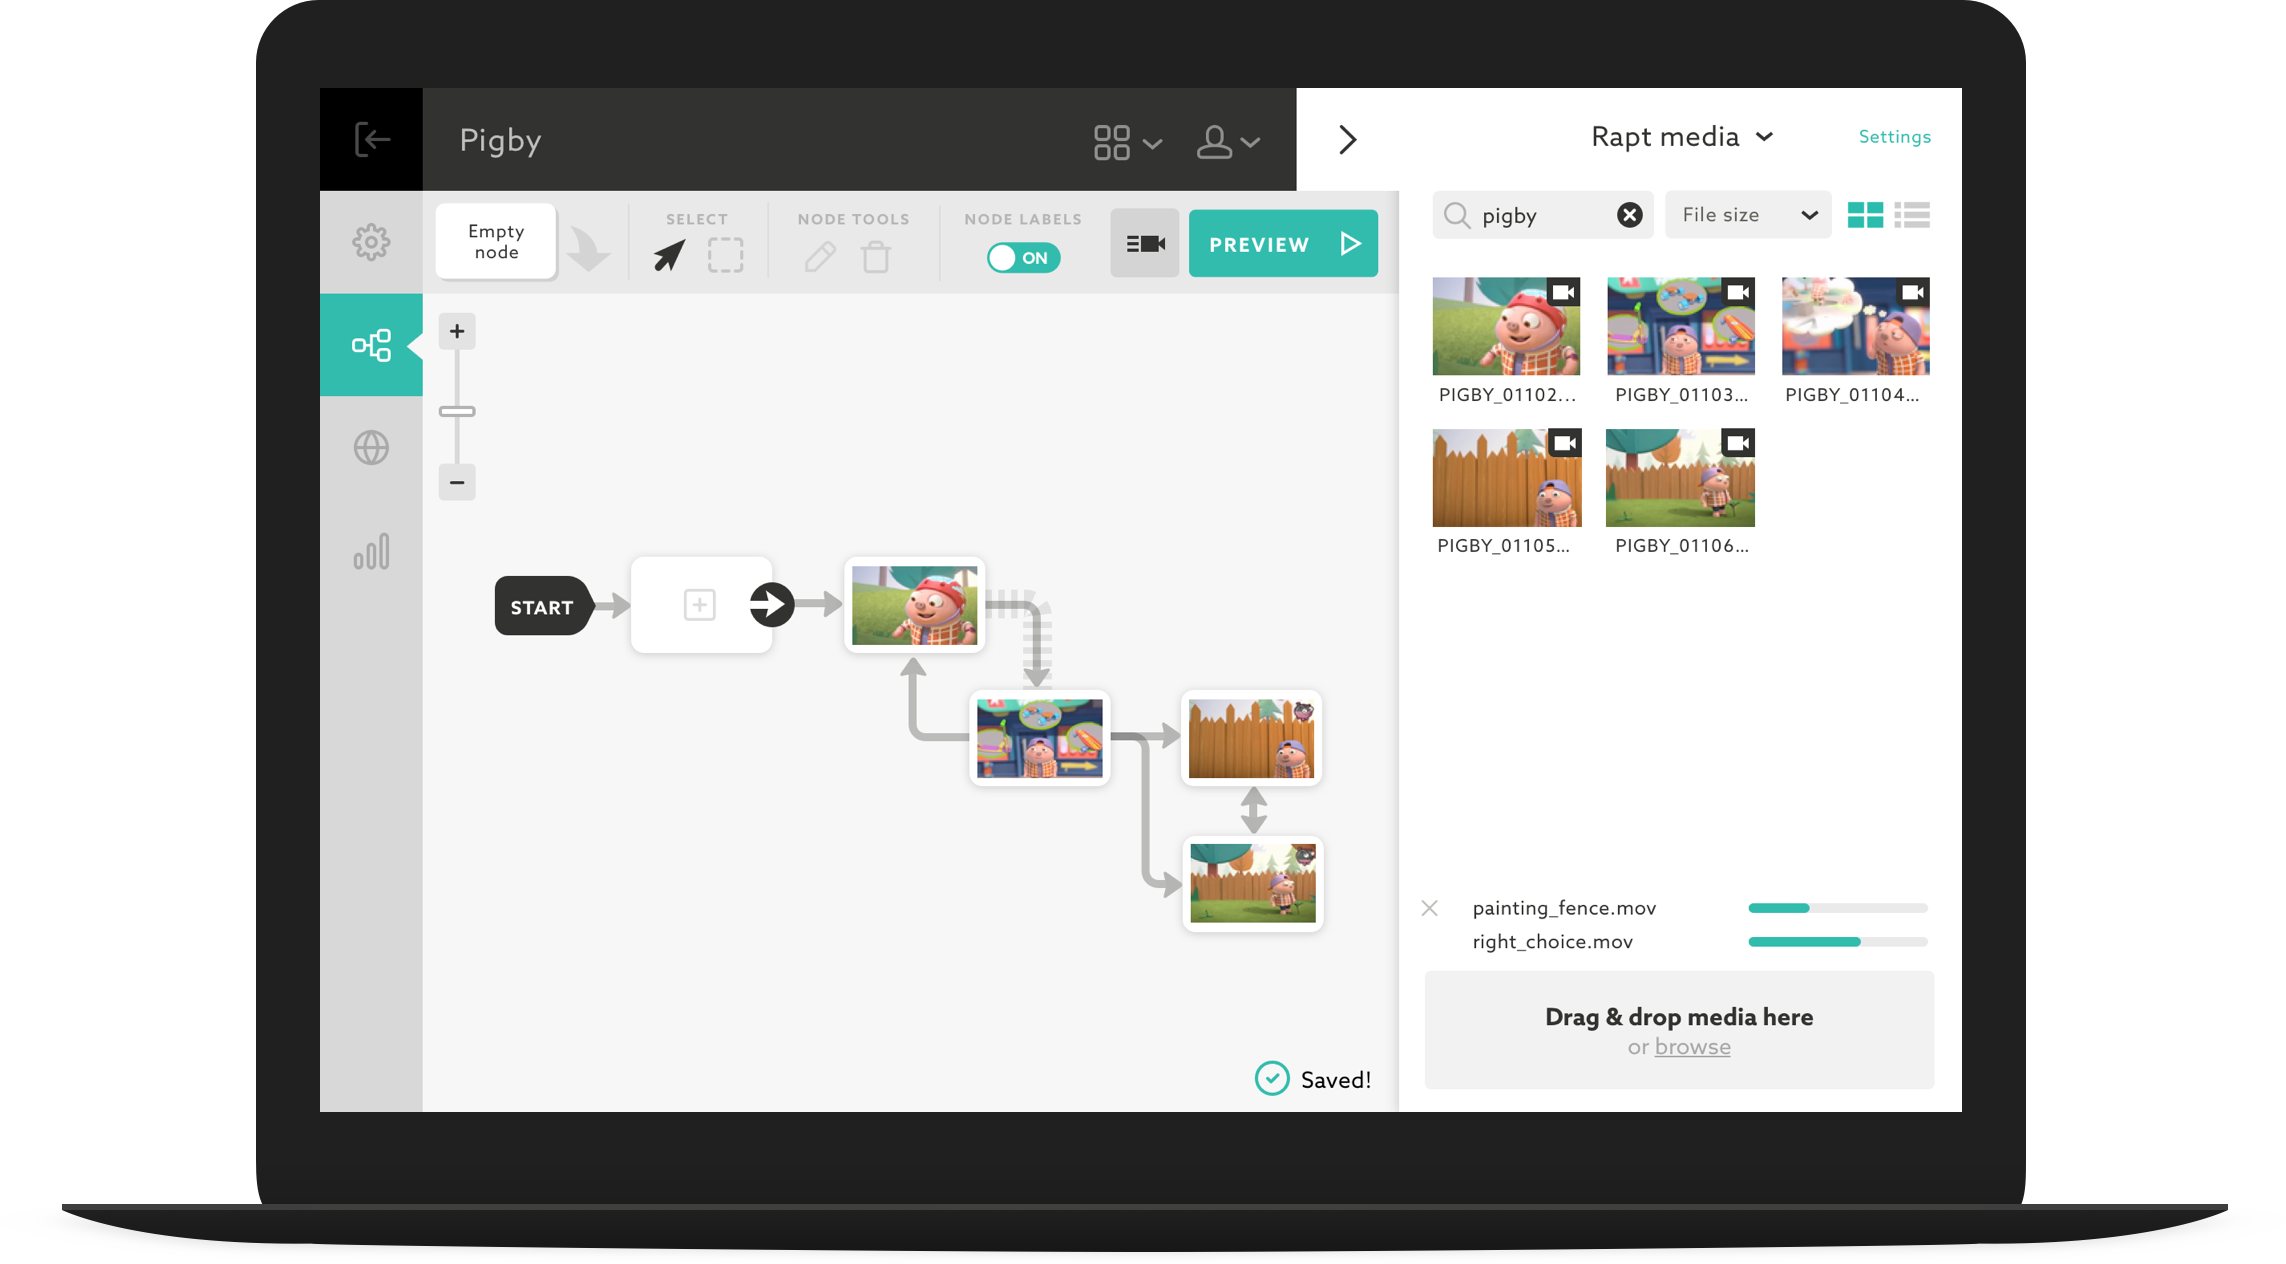 Pigby
Rapt media
Settings
Empty
node
SELECT
NODE TOOLS
NODE LABELS
ON
PREVIEW
pigby
File size
PIGBY_01102...
PIGBY_01103...
PIGBY_01104...
PIGBY_01105...
PIGBY_01106...
START
painting_fence.mov
right_choice.mov
Drag & drop media here
or browse
Saved!